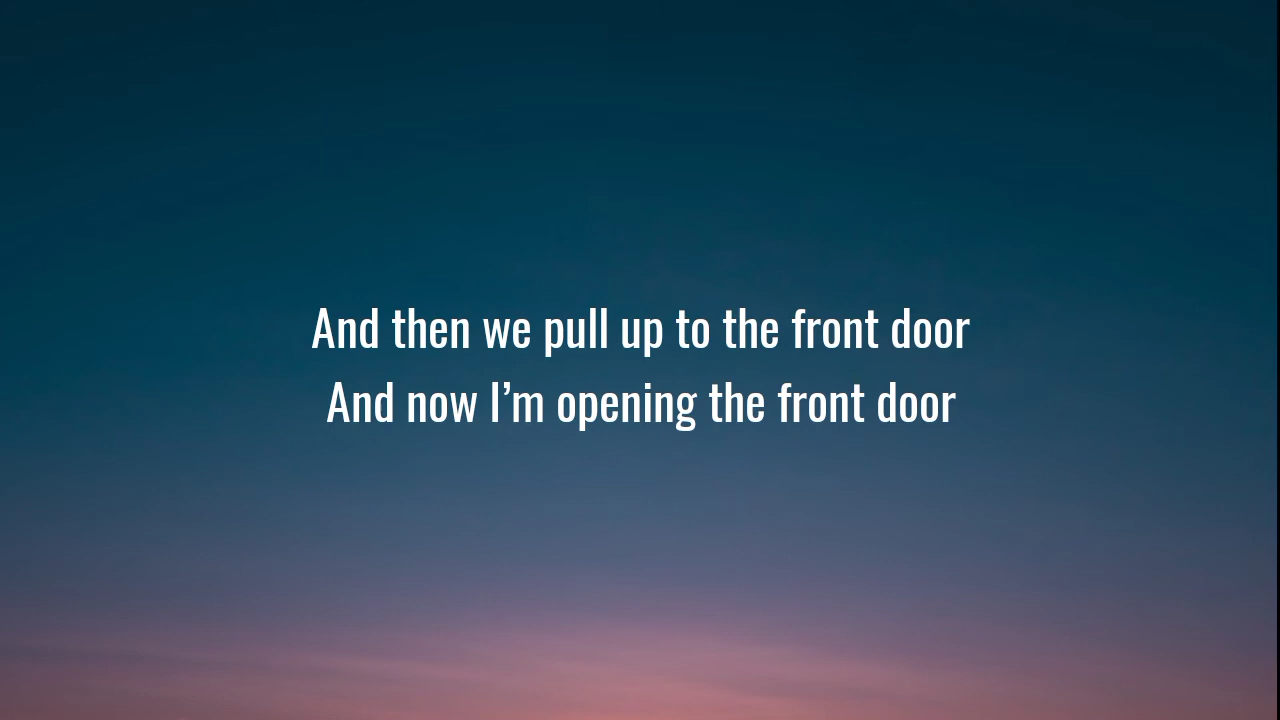 And then we pull up to the front door
And now I’m opening the front door